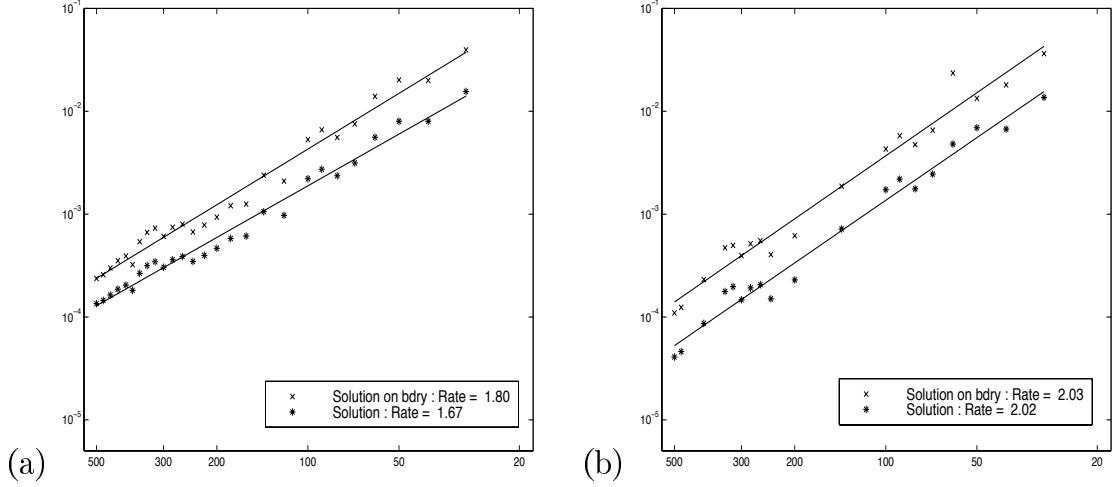 10^-1
10^-2
10^-3
10^-4
10^-5
500 300 200 100 50 20
× Solution on bdry : Rate = 1.80
* Solution : Rate = 1.67
(a)
10^-1
10^-2
10^-3
10^-4
10^-5
500 300 200 100 50 20
× Solution on bdry : Rate = 2.03
* Solution : Rate = 2.02
(b)